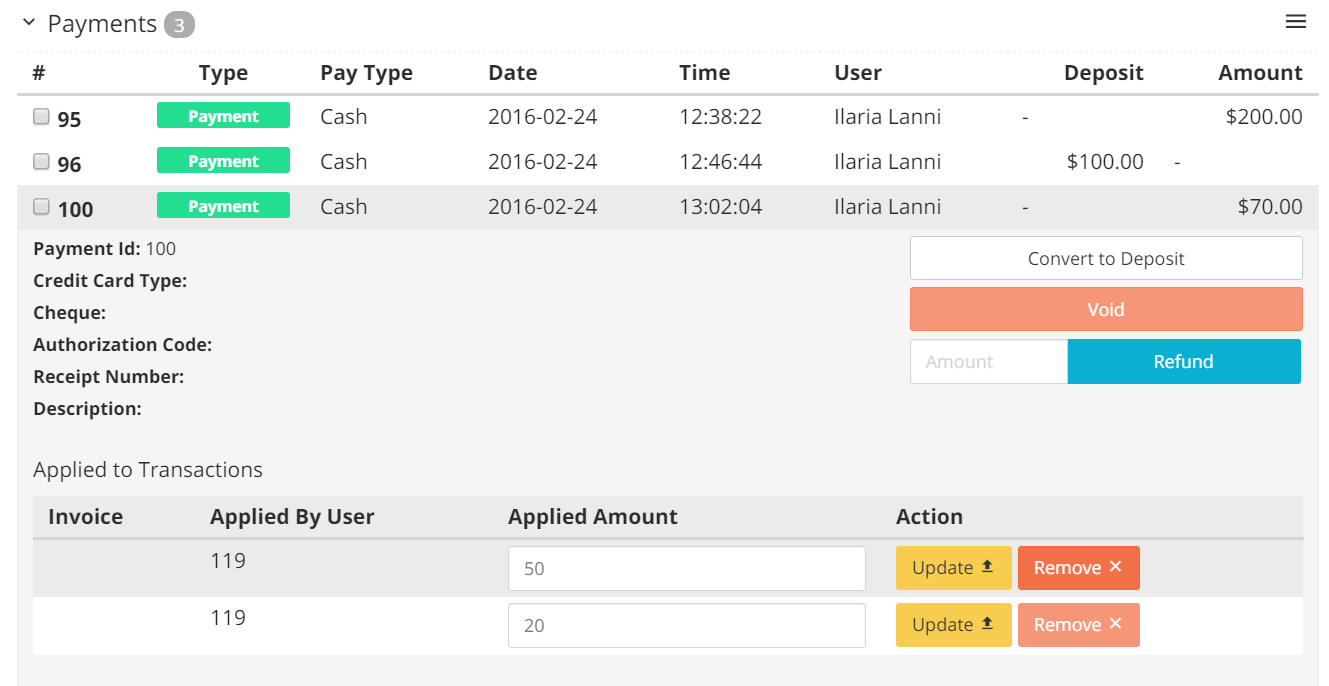 Payments 3
# Type Pay Type Date Time User Deposit Amount
95 Payment Cash 2016-02-24 12:38:22 Ilaria Lanni - $200.00
96 Payment Cash 2016-02-24 12:46:44 Ilaria Lanni $100.00 -
100 Payment Cash 2016-02-24 13:02:04 Ilaria Lanni - $70.00
Payment Id: 100
Convert to Deposit
Credit Card Type:
Cheque:
Void
Authorization Code:
Amount Refund
Receipt Number:
Description:
Applied to Transactions
Invoice Applied By User Applied Amount Action
119 50 Update Remove ×
119 20 Update Remove ×